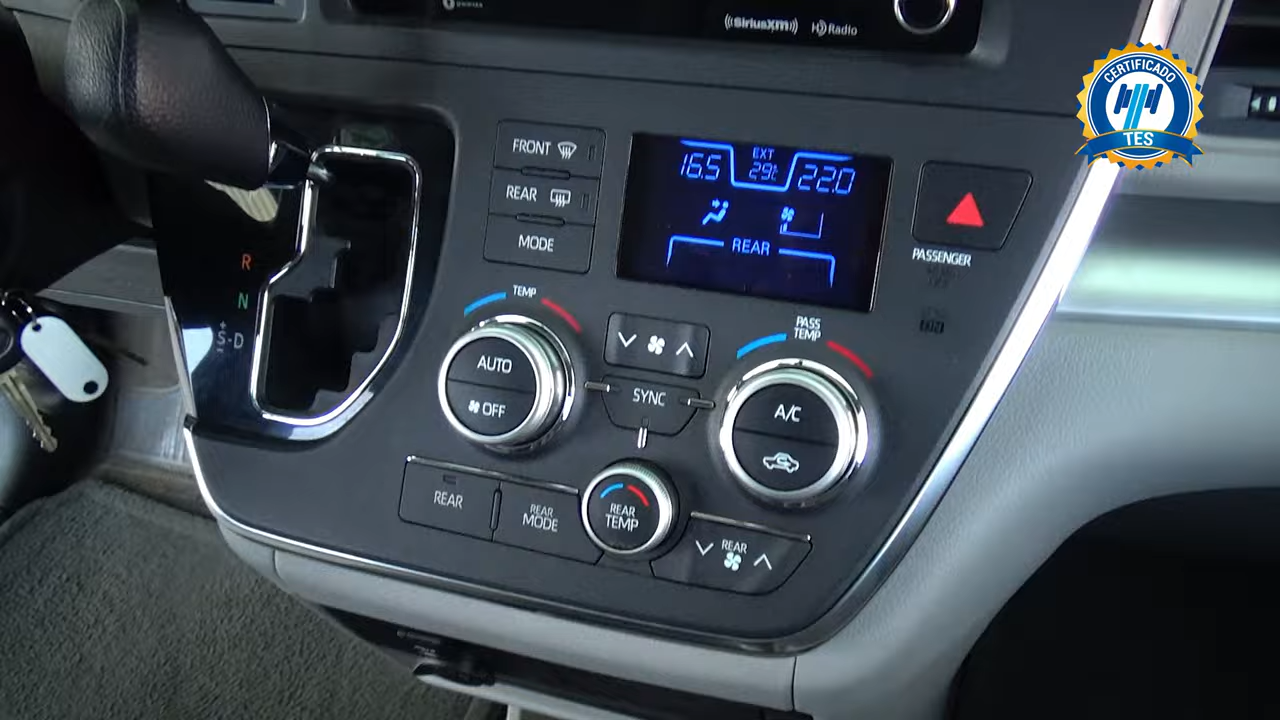 ((SiriusXM)) HD Radio
CERTIFICADO
TES
FRONT
REAR
MODE
EXT
16.5 29°c 22.0
REAR
PASSENGER
R
N
+
S-D
-
TEMP
PASS
TEMP
AUTO
OFF
SYNC
A/C
REAR
REAR
MODE
REAR
TEMP
REAR